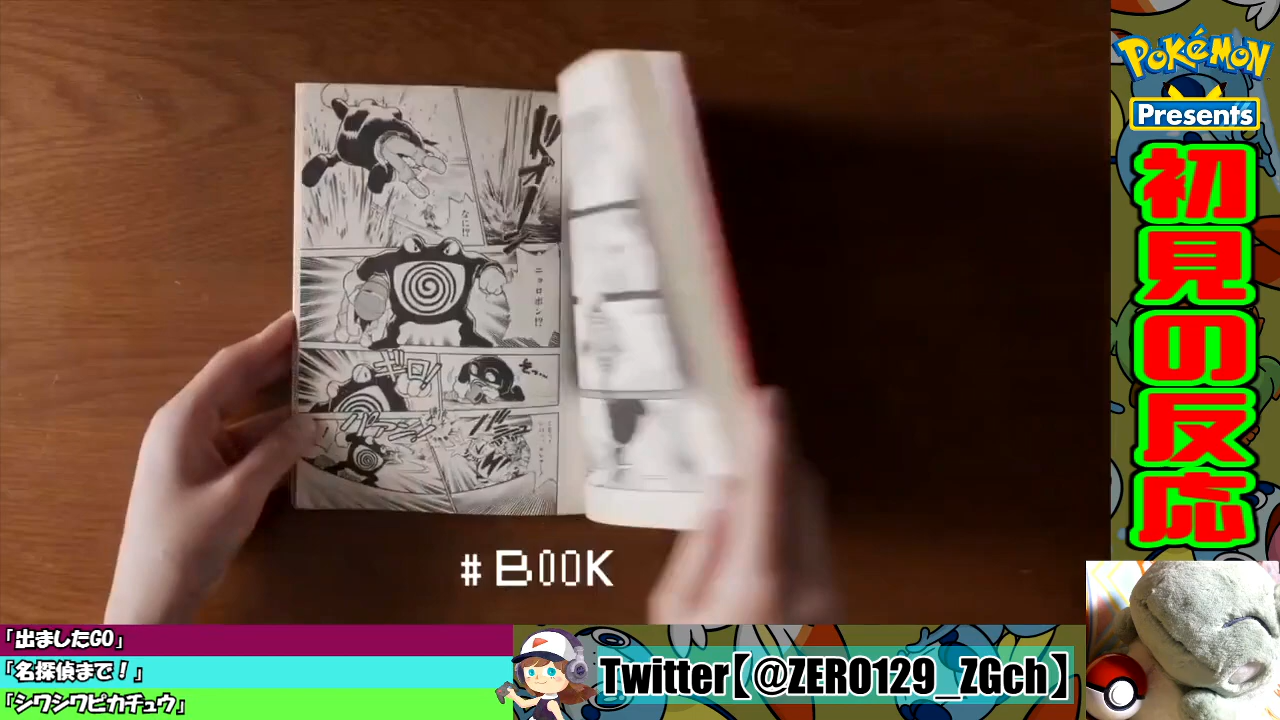 ドオーッ
なに!?
ニョロボン!?
ギロ!
# BOOK
POKéMON
Presents
初見の反応
「出ましたGO」
「名探偵まで！」
「シワシワピカチュウ」
Twitter【@ZERO129_ZGch】